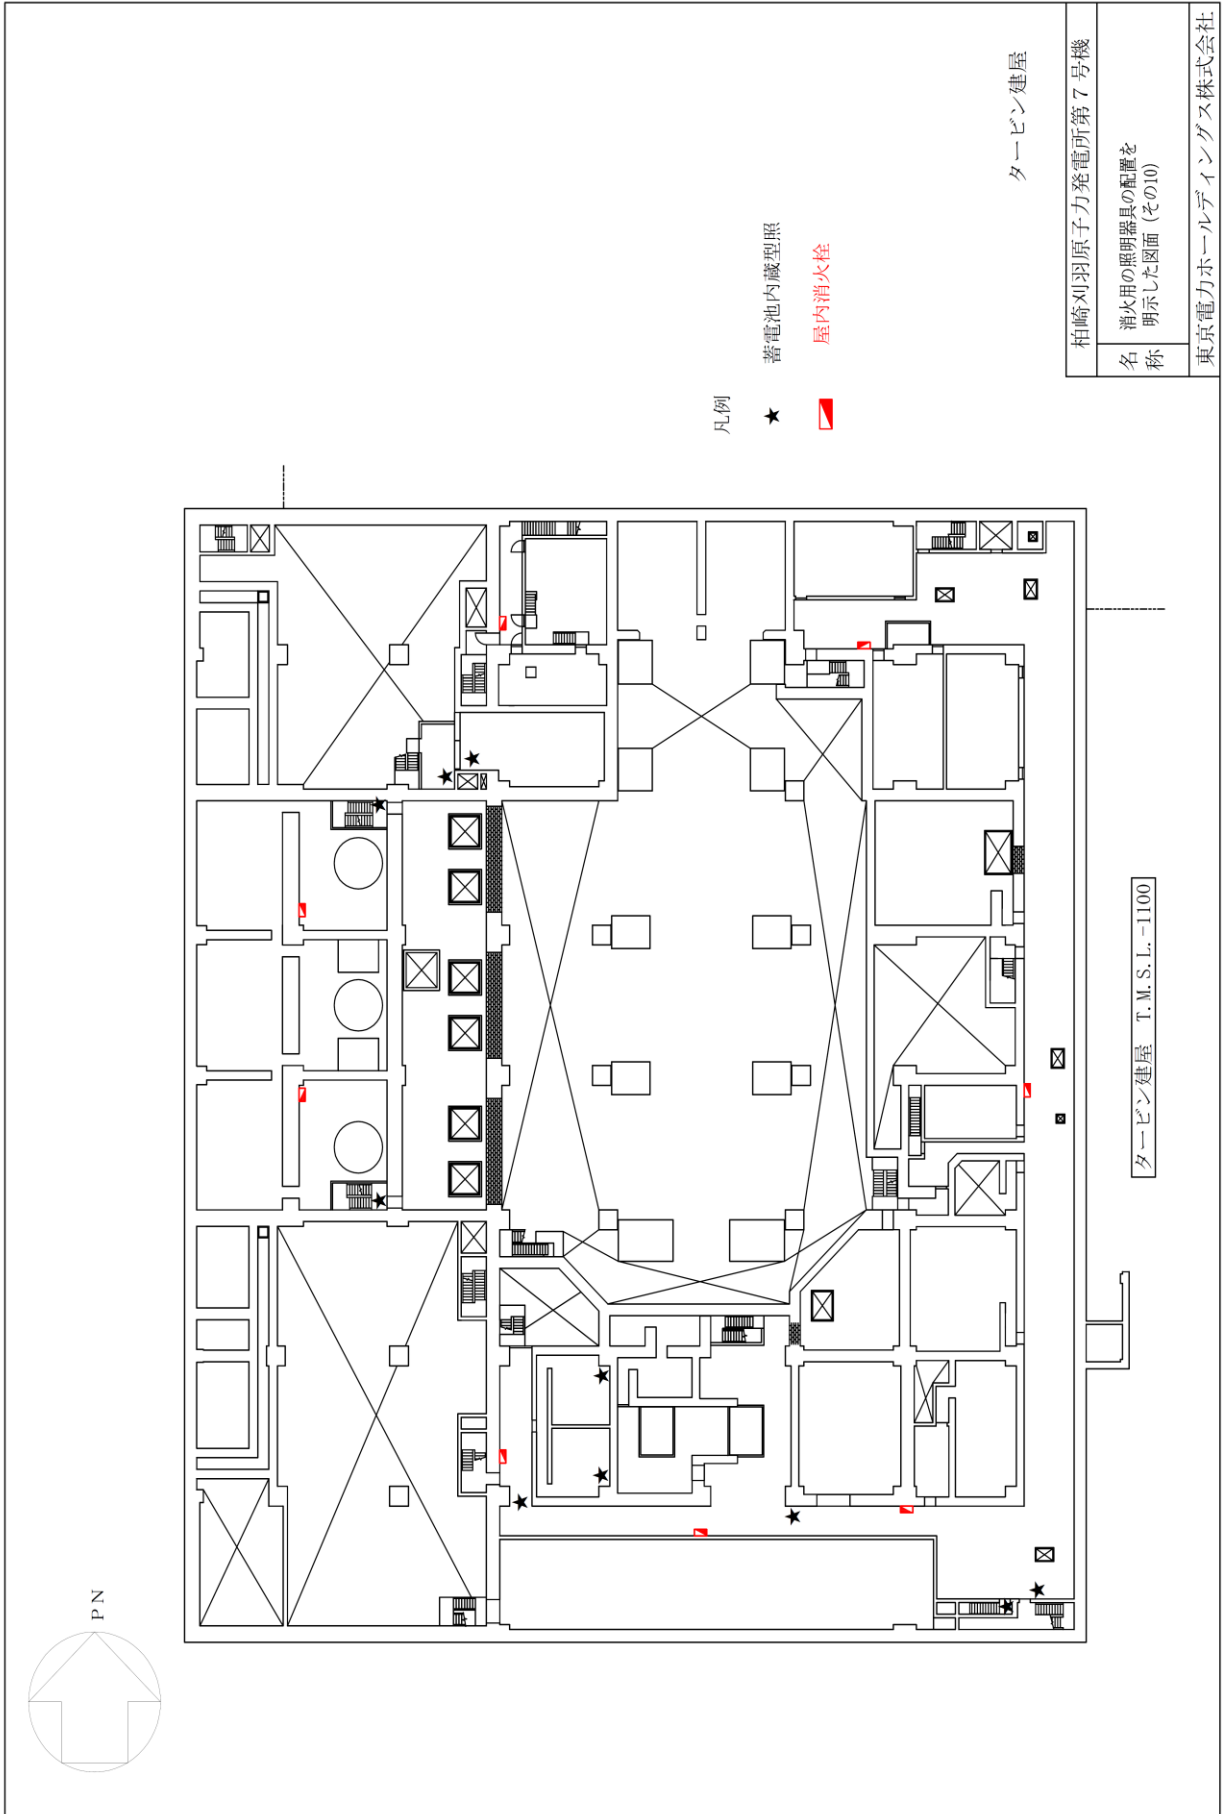 PN
タービン建屋 T.M.S.L.-1100
凡例
蓄電池内蔵型照
屋内消火栓
タービン建屋
柏崎刈羽原子力発電所第7号機
名称
消火用の照明器具の配置を
明示した図面（その10）
東京電力ホールディングス株式会社